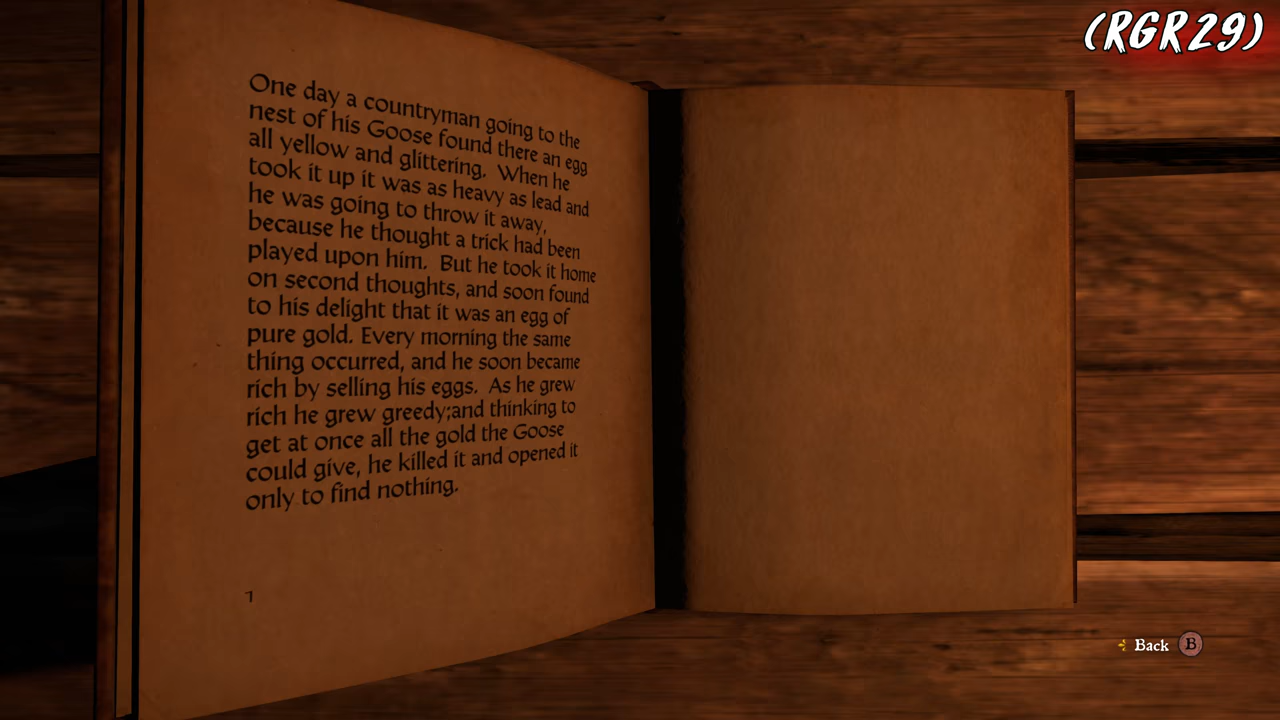 (RGR29)
One day a countryman going to the
nest of his Goose found there an egg
all yellow and glittering. When he
took it up it was as heavy as lead and
he was going to throw it away,
because he thought a trick had been
played upon him. But he took it home
on second thoughts, and soon found
to his delight that it was an egg of
pure gold. Every morning the same
thing occurred, and he soon became
rich by selling his eggs. As he grew
rich he grew greedy;and thinking to
get at once all the gold the Goose
could give, he killed it and opened it
only to find nothing.
1
Back B